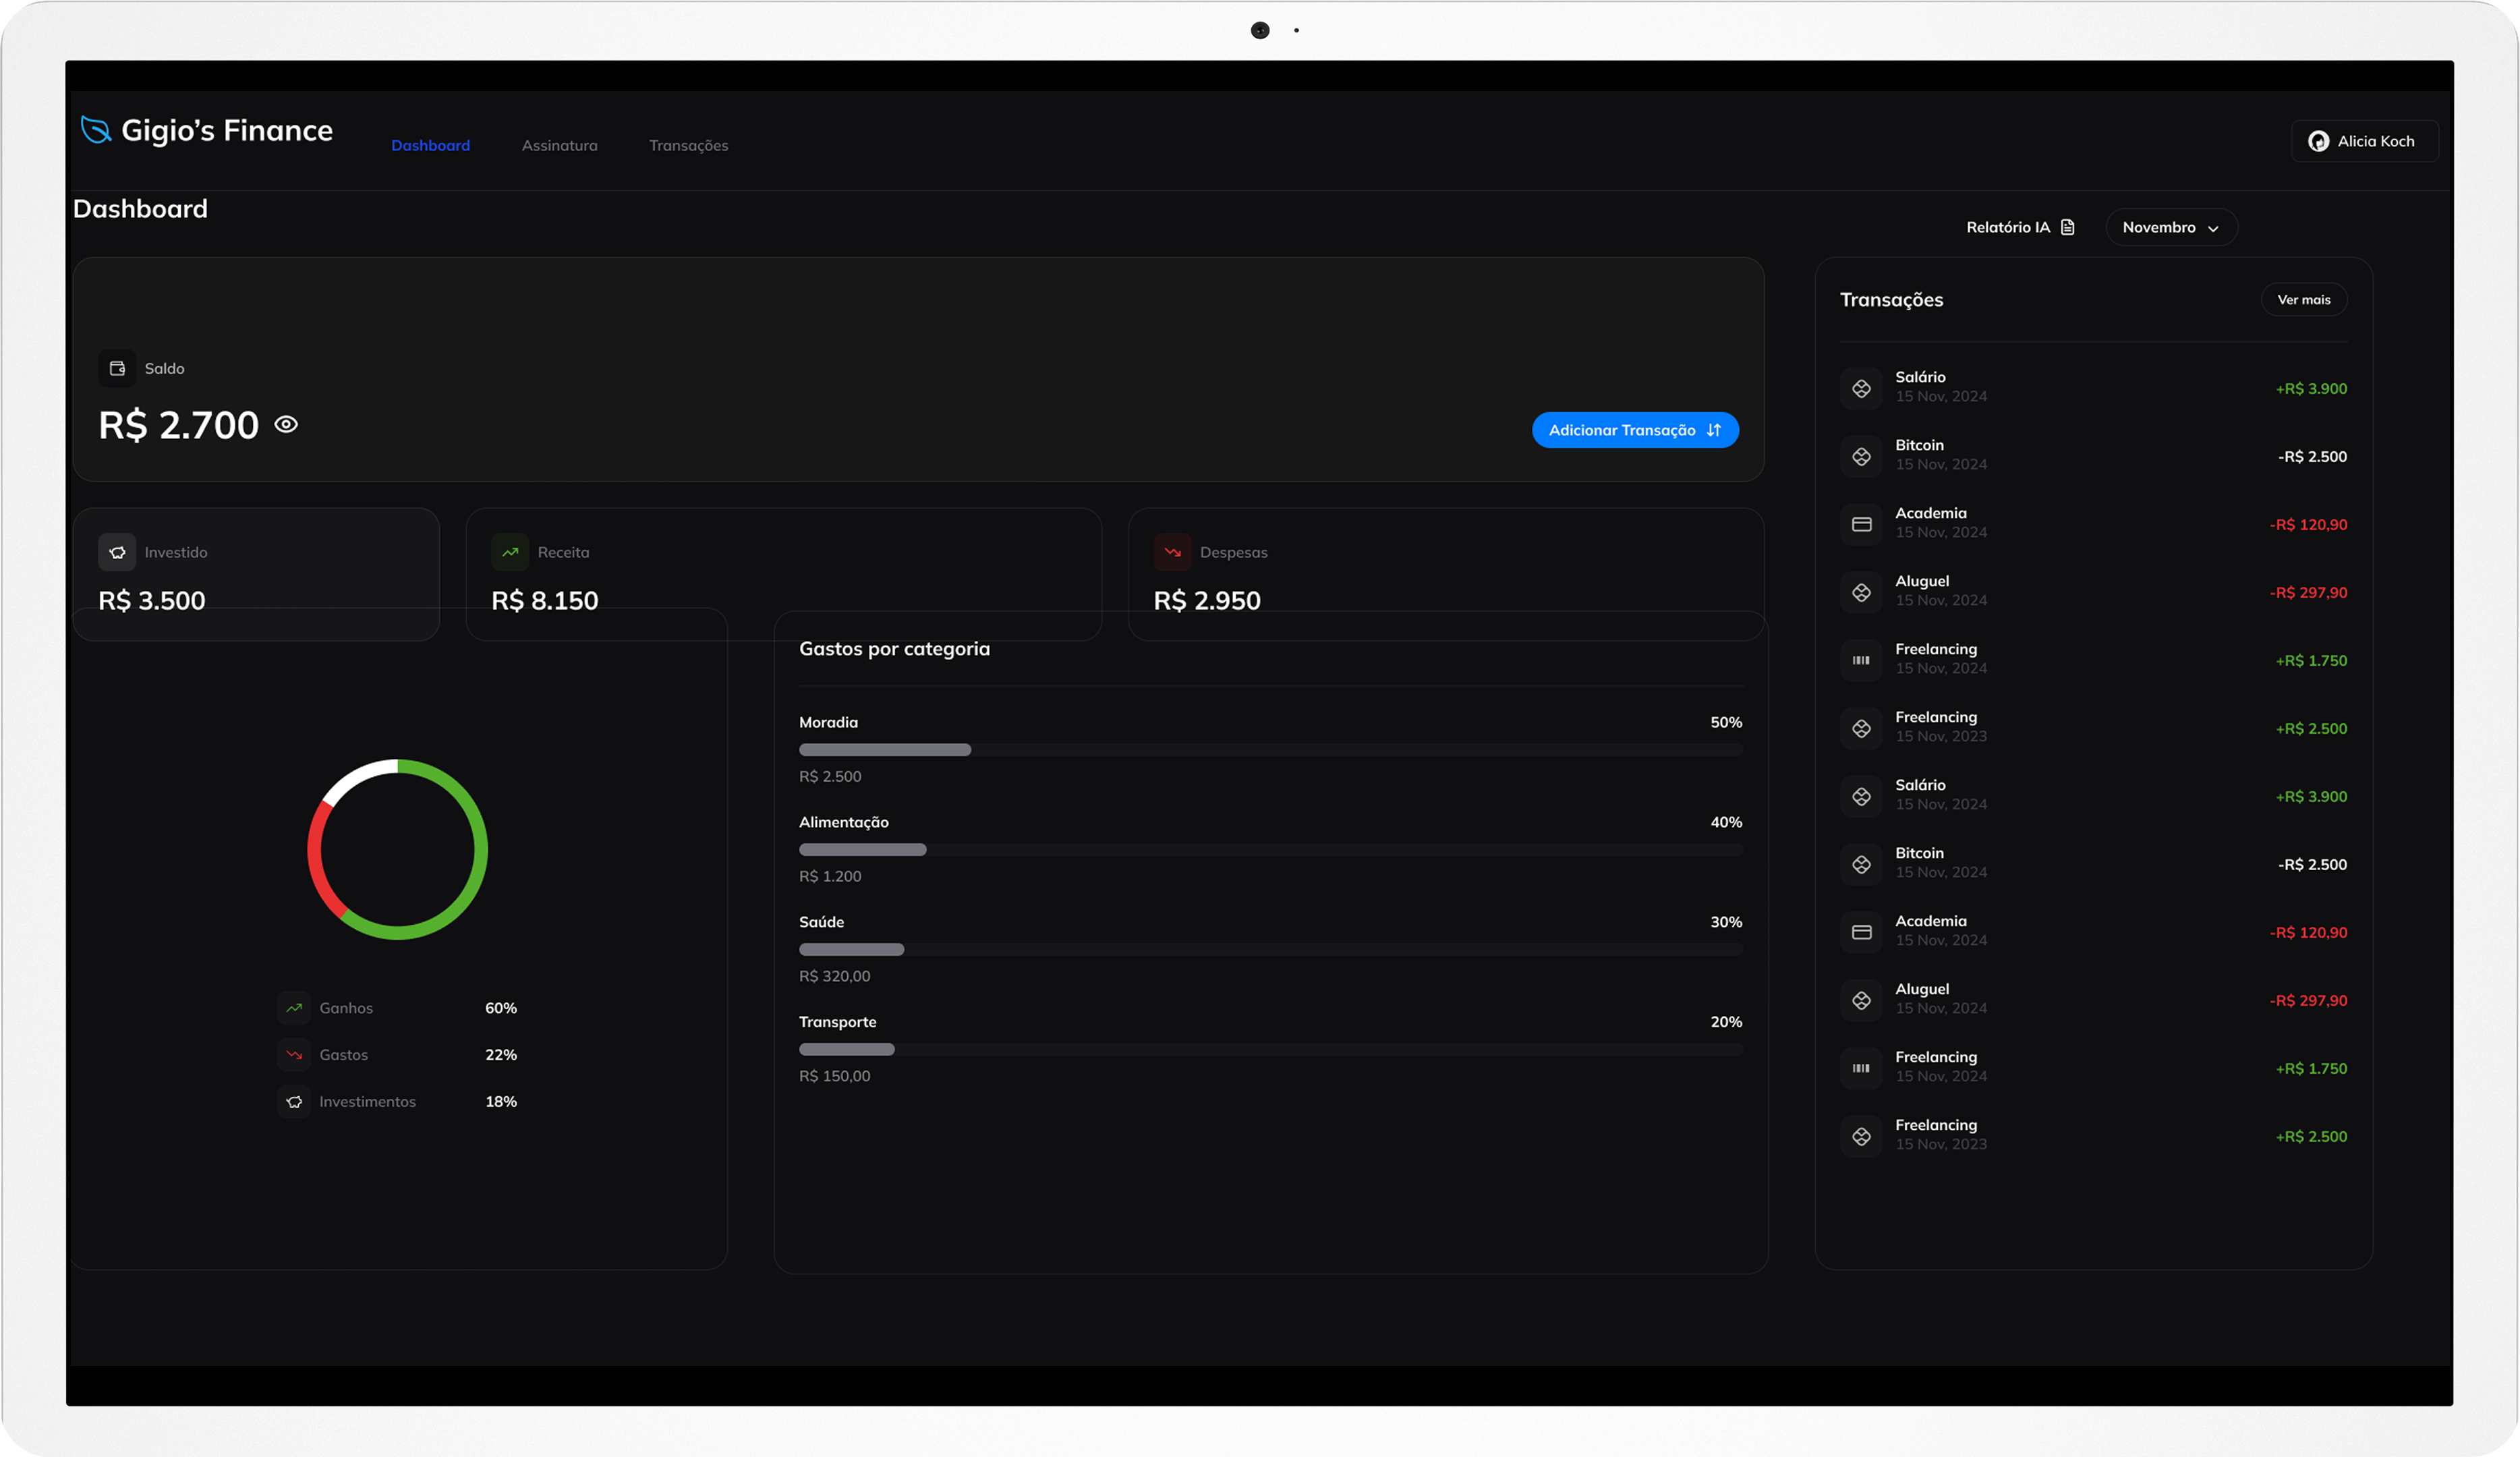 Gigio’s Finance
Dashboard
Assinatura
Transações
Alicia Koch
Dashboard
Relatório IA
Novembro
Saldo
R$ 2.700
Adicionar Transação
Investido
R$ 3.500
Receita
R$ 8.150
Despesas
R$ 2.950
Ganhos 60%
Gastos 22%
Investimentos 18%
Gastos por categoria
Moradia 50%
R$ 2.500
Alimentação 40%
R$ 1.200
Saúde 30%
R$ 320,00
Transporte 20%
R$ 150,00
Transações
Ver mais
Salário
15 Nov, 2024
+R$ 3.900
Bitcoin
15 Nov, 2024
-R$ 2.500
Academia
15 Nov, 2024
-R$ 120,90
Aluguel
15 Nov, 2024
-R$ 297,90
Freelancing
15 Nov, 2024
+R$ 1.750
Freelancing
15 Nov, 2023
+R$ 2.500
Salário
15 Nov, 2024
+R$ 3.900
Bitcoin
15 Nov, 2024
-R$ 2.500
Academia
15 Nov, 2024
-R$ 120,90
Aluguel
15 Nov, 2024
-R$ 297,90
Freelancing
15 Nov, 2024
+R$ 1.750
Freelancing
15 Nov, 2023
+R$ 2.500